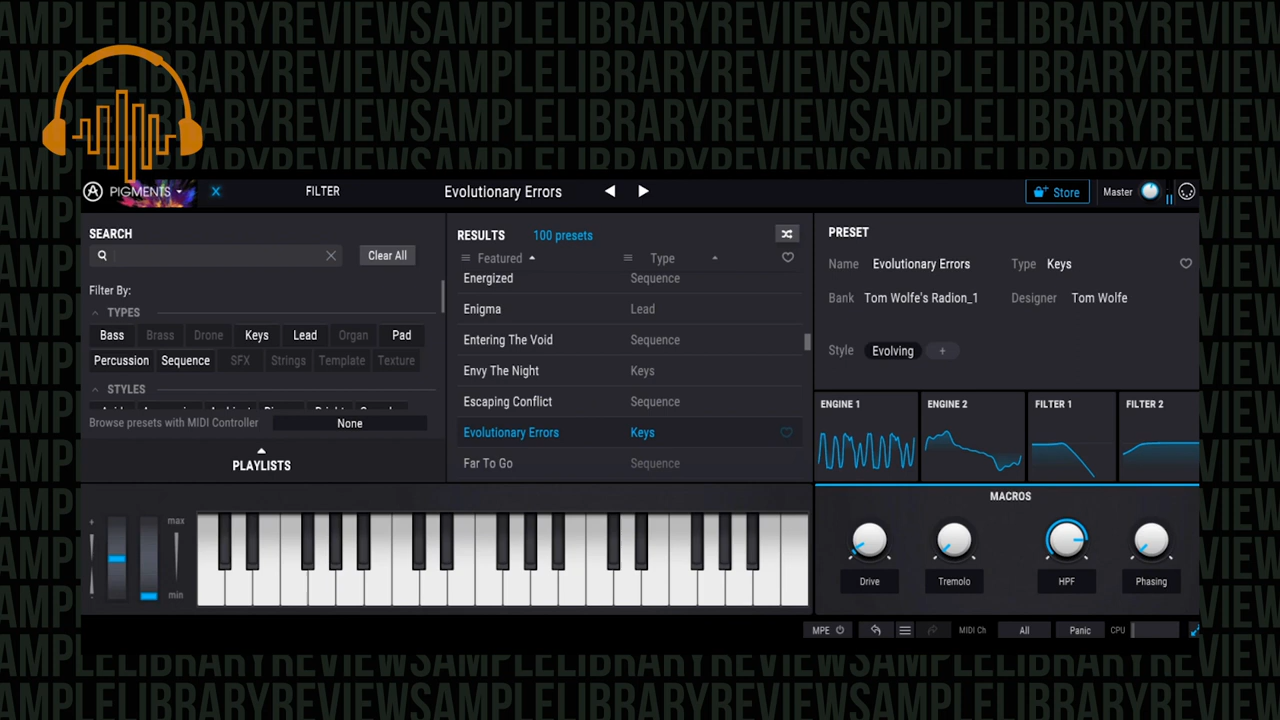 SAMPLELIBRARYREVIEWSAMPLELIBRARYREVIEW
PIGMENTS
X
FILTER
Evolutionary Errors
Store
Master
SEARCH
Clear All
Filter By:
TYPES
Bass Brass Drone Keys Lead Organ Pad
Percussion Sequence SFX Strings Template Texture
STYLES
Browse presets with MIDI Controller None
PLAYLISTS
RESULTS 100 presets
Featured Type
Energized Sequence
Enigma Lead
Entering The Void Sequence
Envy The Night Keys
Escaping Conflict Sequence
Evolutionary Errors Keys
Far To Go Sequence
PRESET
Name Evolutionary Errors Type Keys
Bank Tom Wolfe's Radion_1 Designer Tom Wolfe
Style Evolving +
ENGINE 1 ENGINE 2 FILTER 1 FILTER 2
MACROS
Drive Tremolo HPF Phasing
+ max
- min
MPE MIDI Ch All Panic CPU